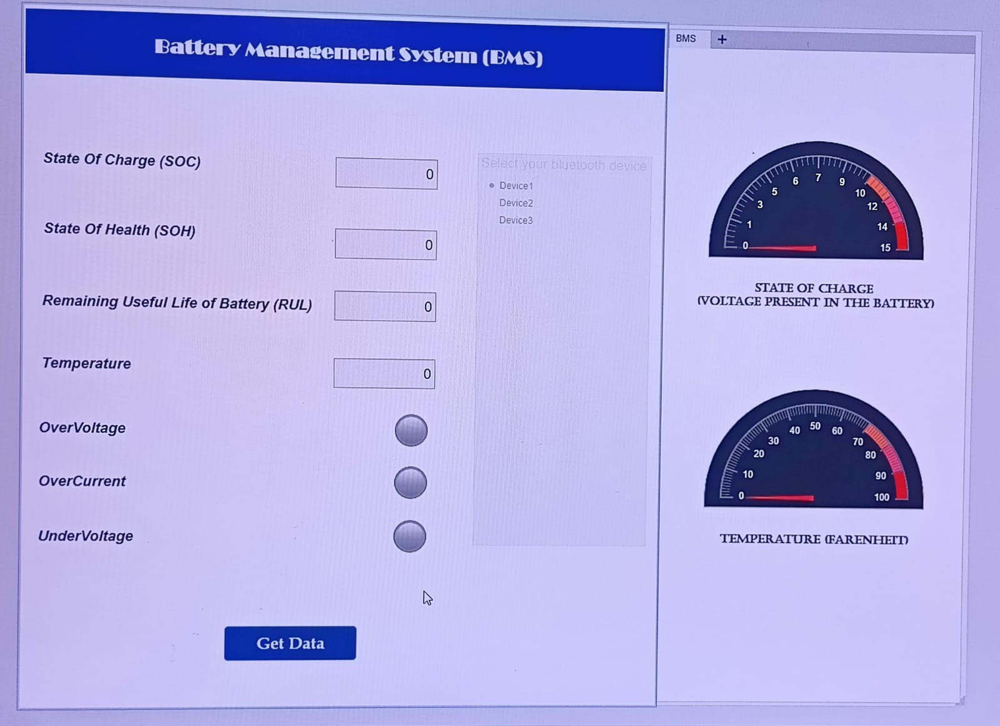 Battery Management System (BMS)
State Of Charge (SOC)
0
State Of Health (SOH)
0
Remaining Useful Life of Battery (RUL)
0
Temperature
0
OverVoltage
OverCurrent
UnderVoltage
Get Data
Select your bluetooth device
Device1
Device2
Device3
BMS +
0
1
3
5
6
7
9
10
12
14
15
STATE OF CHARGE
(VOLTAGE PRESENT IN THE BATTERY)
0
10
20
30
40
50
60
70
80
90
100
TEMPERATURE (FARENHEIT)